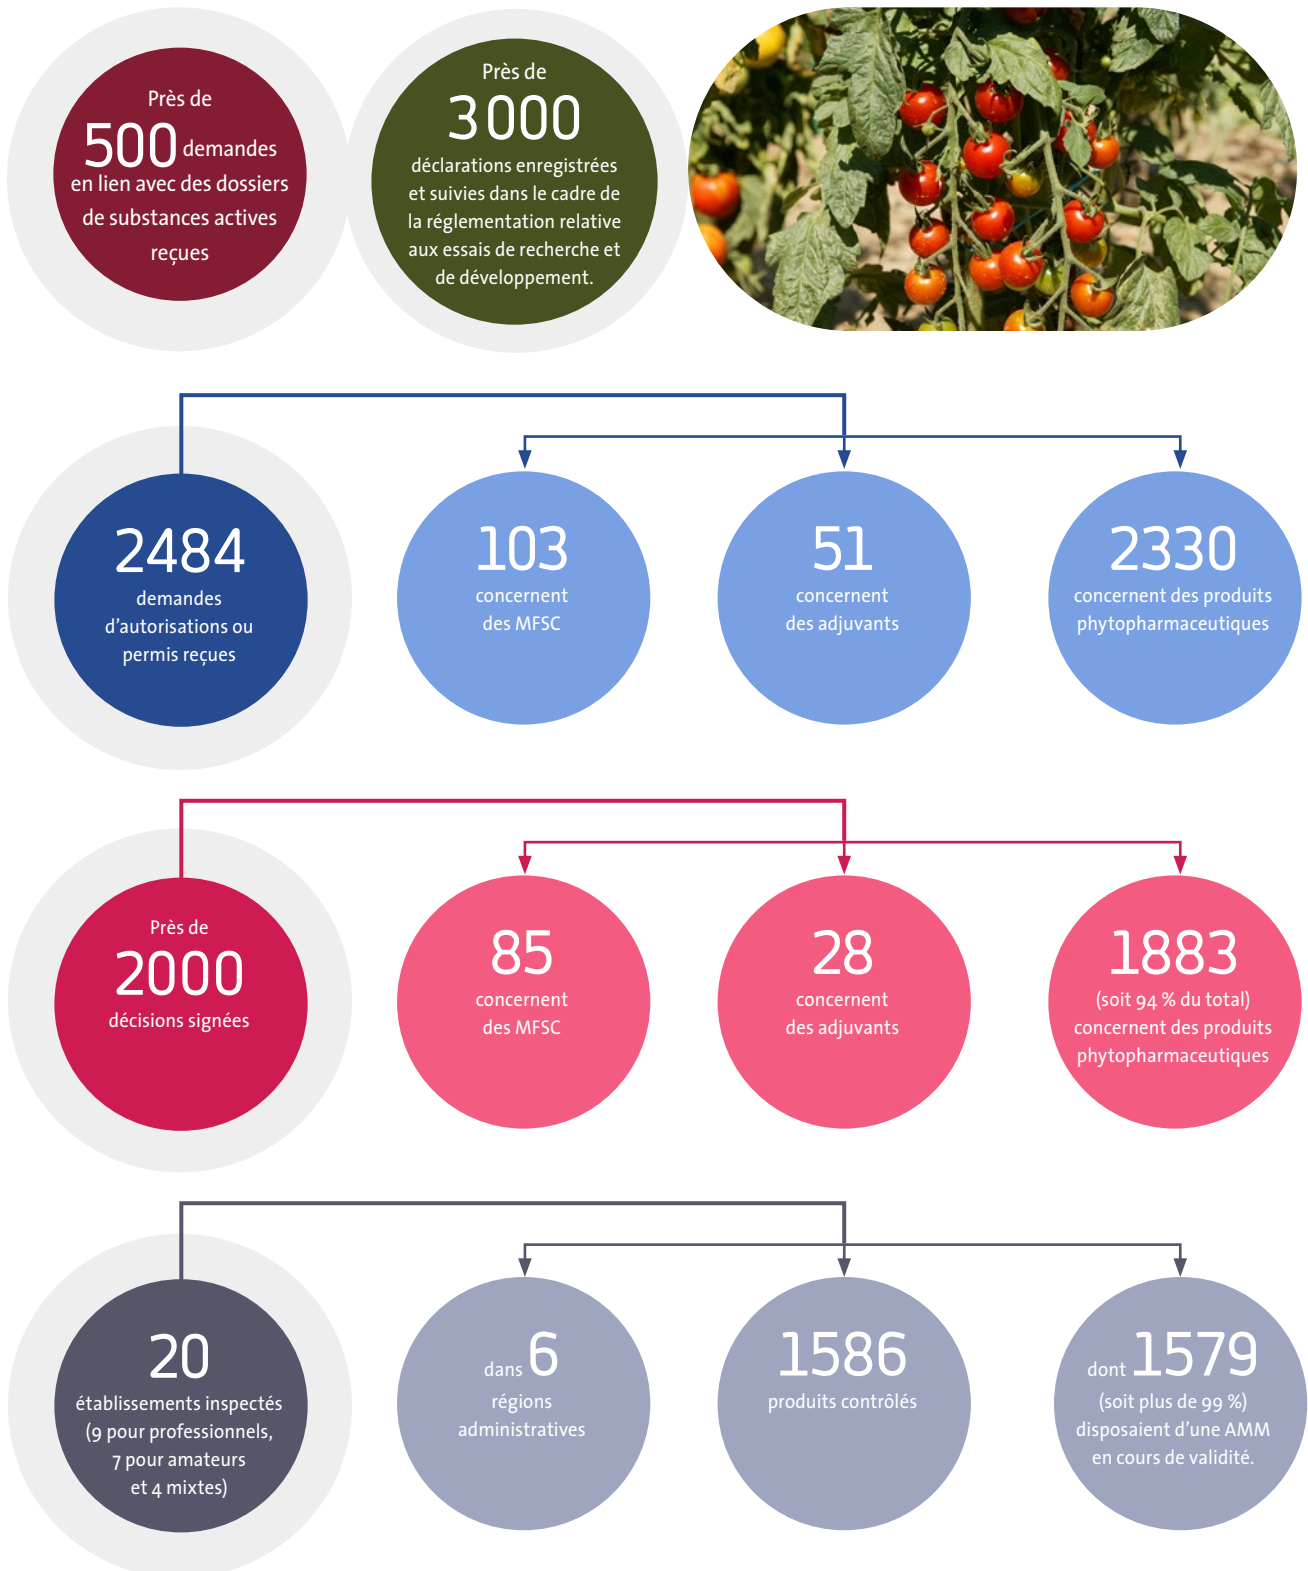 Près de
500 demandes
en lien avec des dossiers
de substances actives
reçues
Près de
3 000
déclarations enregistrées
et suivies dans le cadre de
la réglementation relative
aux essais de recherche et
de développement.
2484
demandes
d’autorisations ou
permis reçues
103
concernent
des MFSC
51
concernent
des adjuvants
2330
concernent des produits
phytopharmaceutiques
Près de
2000
décisions signées
85
concernent
des MFSC
28
concernent
des adjuvants
1883
(soit 94 % du total)
concernent des produits
phytopharmaceutiques
20
établissements inspectés
(9 pour professionnels,
7 pour amateurs
et 4 mixtes)
dans 6
régions
administratives
1586
produits contrôlés
dont 1579
(soit plus de 99 %)
disposaient d’une AMM
en cours de validité.